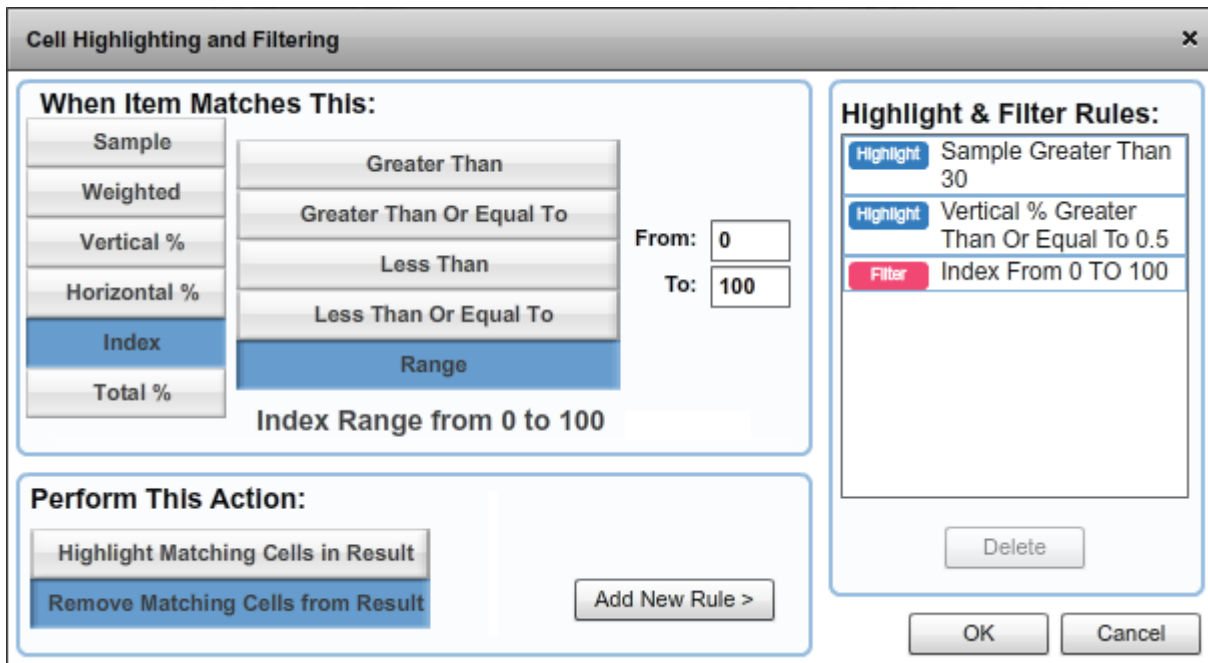 Cell Highlighting and Filtering
×
When Item Matches This:
Sample
Weighted
Vertical %
Horizontal %
Index
Total %
Greater Than
Greater Than Or Equal To
Less Than
Less Than Or Equal To
Range
From: 0
To: 100
Index Range from 0 to 100
Perform This Action:
Highlight Matching Cells in Result
Remove Matching Cells from Result
Add New Rule >
Highlight & Filter Rules:
Highlight Sample Greater Than
30
Highlight Vertical % Greater
Than Or Equal To 0.5
Filter Index From 0 TO 100
Delete
OK
Cancel